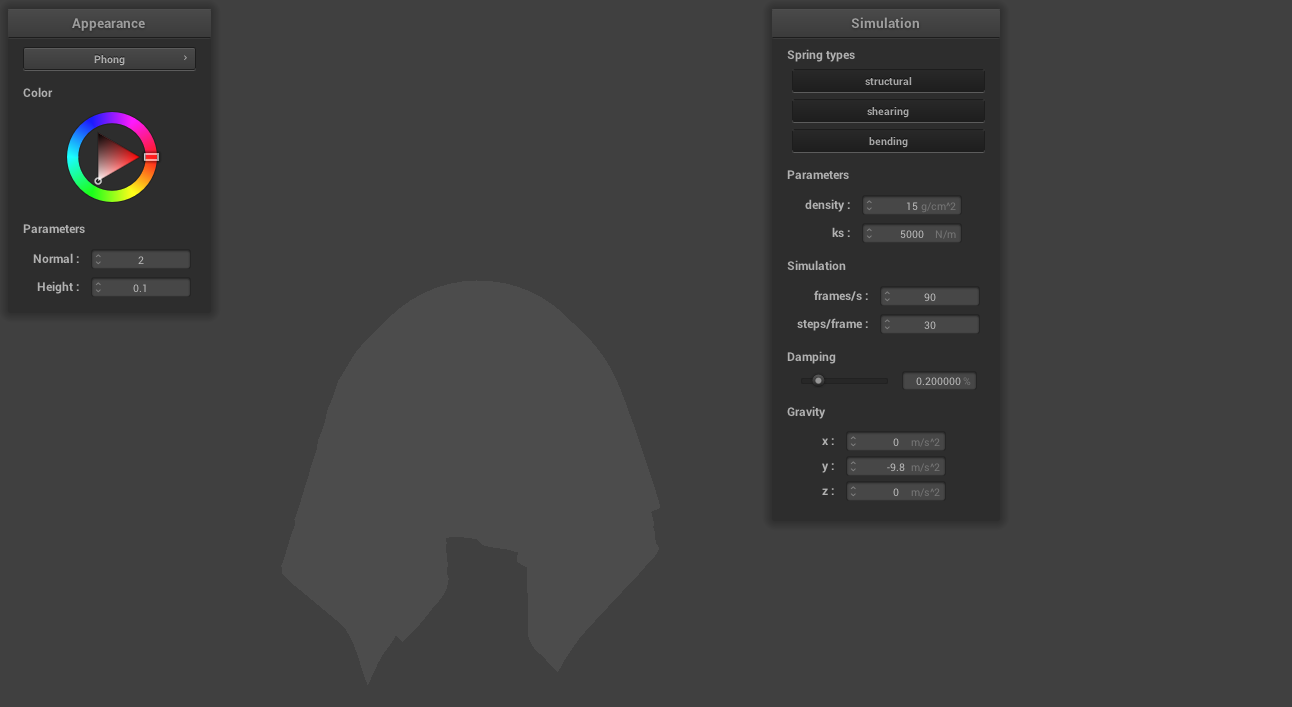 Appearance
Phong
Color
Parameters
Normal : 2
Height : 0.1
Simulation
Spring types
structural
shearing
bending
Parameters
density : 15 g/cm^2
ks : 5000 N/m
Simulation
frames/s : 90
steps/frame : 30
Damping
0.200000 %
Gravity
x : 0 m/s^2
y : -9.8 m/s^2
z : 0 m/s^2